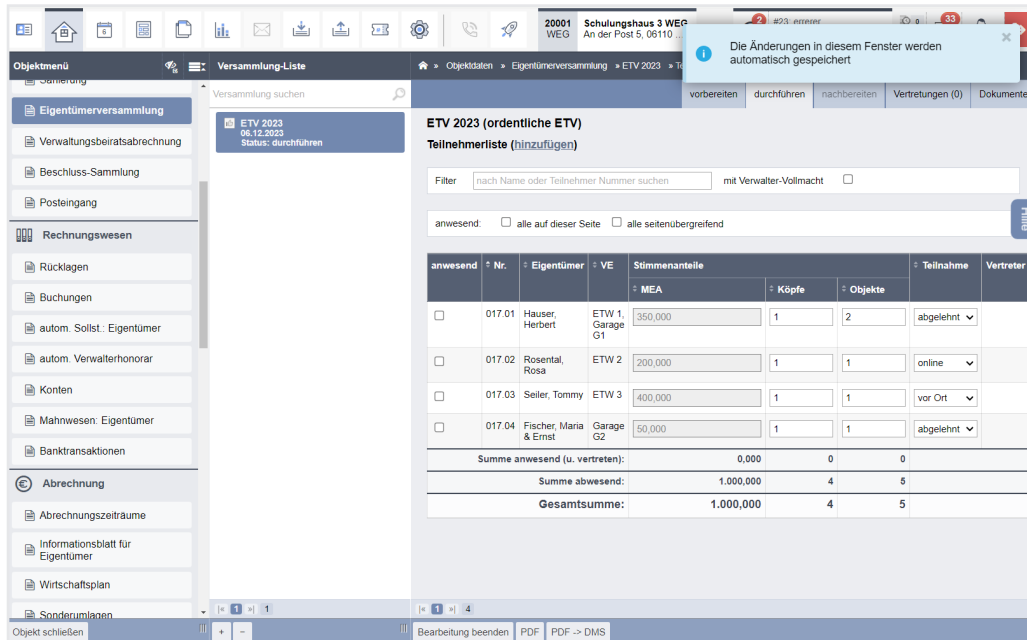 6
20001
WEG
Schulungshaus 3 WEG
An der Post 5, 06110 ...
2
#23
0
33
Die Änderungen in diesem Fenster werden
automatisch gespeichert
×
Objektmenü
Versammlung-Liste
» Objektdaten » Eigentümerversammlung » ETV 2023 »
Sanierung
Eigentümerversammlung
Verwaltungsbeiratsabrechnung
Beschluss-Sammlung
Posteingang
Rechnungswesen
Rücklagen
Buchungen
autom. Sollst.: Eigentümer
autom. Verwalterhonorar
Konten
Mahnwesen: Eigentümer
Banktransaktionen
Abrechnung
Abrechnungszeiträume
Informationsblatt für
Eigentümer
Wirtschaftsplan
Sonderumlagen
Objekt schließen
Versammlung suchen
ETV 2023
06.12.2023
Status: durchführen
|« 1 »| 1
+ −
vorbereiten durchführen nachbereiten Vertretungen (0) Dokumente
ETV 2023 (ordentliche ETV)
Teilnehmerliste (hinzufügen)
Filter nach Name oder Teilnehmer Nummer suchen mit Verwalter-Vollmacht
anwesend: alle auf dieser Seite alle seitenübergreifend
Hilfe
anwesend Nr. Eigentümer VE Stimmenanteile Teilnahme Vertreter
MEA Köpfe Objekte
017.01 Hauser, Herbert ETW 1, Garage G1 350,000 1 2 abgelehnt
017.02 Rosental, Rosa ETW 2 200,000 1 1 online
017.03 Seiler, Tommy ETW 3 400,000 1 1 vor Ort
017.04 Fischer, Maria & Ernst Garage G2 50,000 1 1 abgelehnt
Summe anwesend (u. vertreten): 0,000 0 0
Summe abwesend: 1.000,000 4 5
Gesamtsumme: 1.000,000 4 5
|« 1 »| 4
Bearbeitung beenden PDF PDF -> DMS